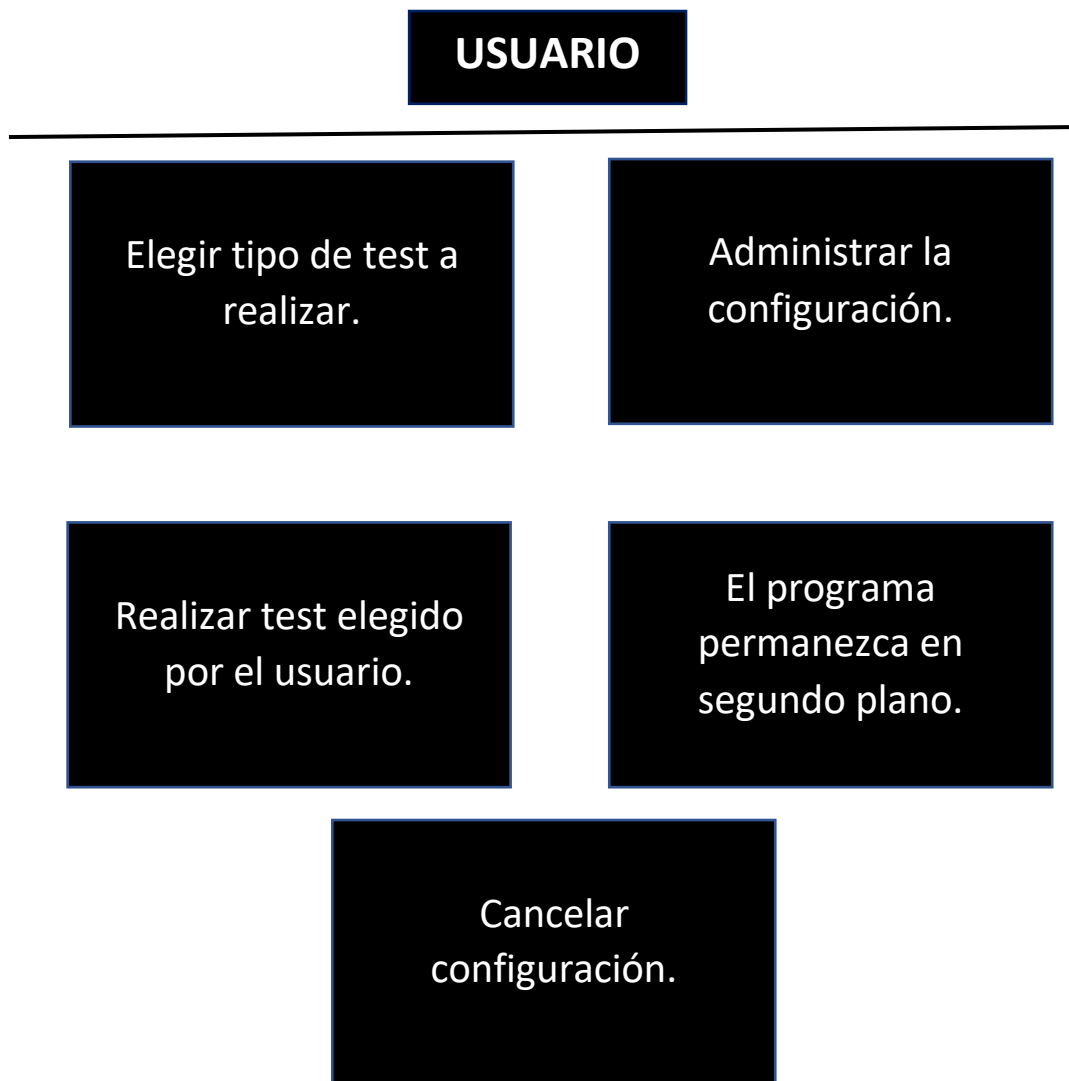 USUARIO
Elegir tipo de test a
realizar.
Administrar la
configuración.
Realizar test elegido
por el usuario.
El programa
permanezca en
segundo plano.
Cancelar
configuración.